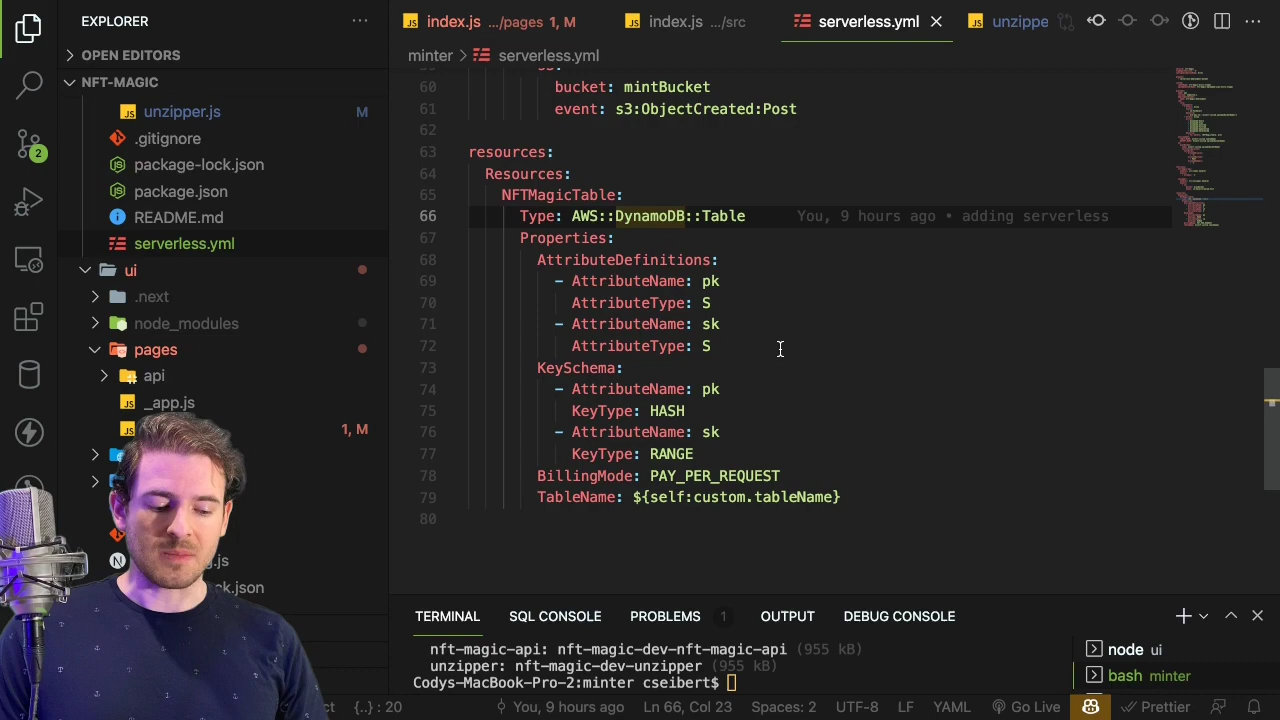 EXPLORER
OPEN EDITORS
NFT-MAGIC
unzipper.js M
.gitignore
package-lock.json
package.json
README.md
serverless.yml
ui
.next
node_modules
pages
api
_app.js
1, M
2
index.js .../pages 1, M
index.js .../src
serverless.yml
unzippe
minter > serverless.yml
60 bucket: mintBucket
61 event: s3:ObjectCreated:Post
62
63 resources:
64 Resources:
65 NFTMagicTable:
66 Type: AWS::DynamoDB::Table You, 9 hours ago • adding serverless
67 Properties:
68 AttributeDefinitions:
69 - AttributeName: pk
70 AttributeType: S
71 - AttributeName: sk
72 AttributeType: S
73 KeySchema:
74 - AttributeName: pk
75 KeyType: HASH
76 - AttributeName: sk
77 KeyType: RANGE
78 BillingMode: PAY_PER_REQUEST
79 TableName: ${self:custom.tableName}
80
TERMINAL SQL CONSOLE PROBLEMS 1 OUTPUT DEBUG CONSOLE
nft-magic-api: nft-magic-dev-nft-magic-api (955 kB)
unzipper: nft-magic-dev-unzipper (955 kB)
Codys-MacBook-Pro-2:minter cseibert$
node ui
bash minter
{..} : 20 You, 9 hours ago Ln 66, Col 23 Spaces: 2 UTF-8 LF YAML Go Live Prettier